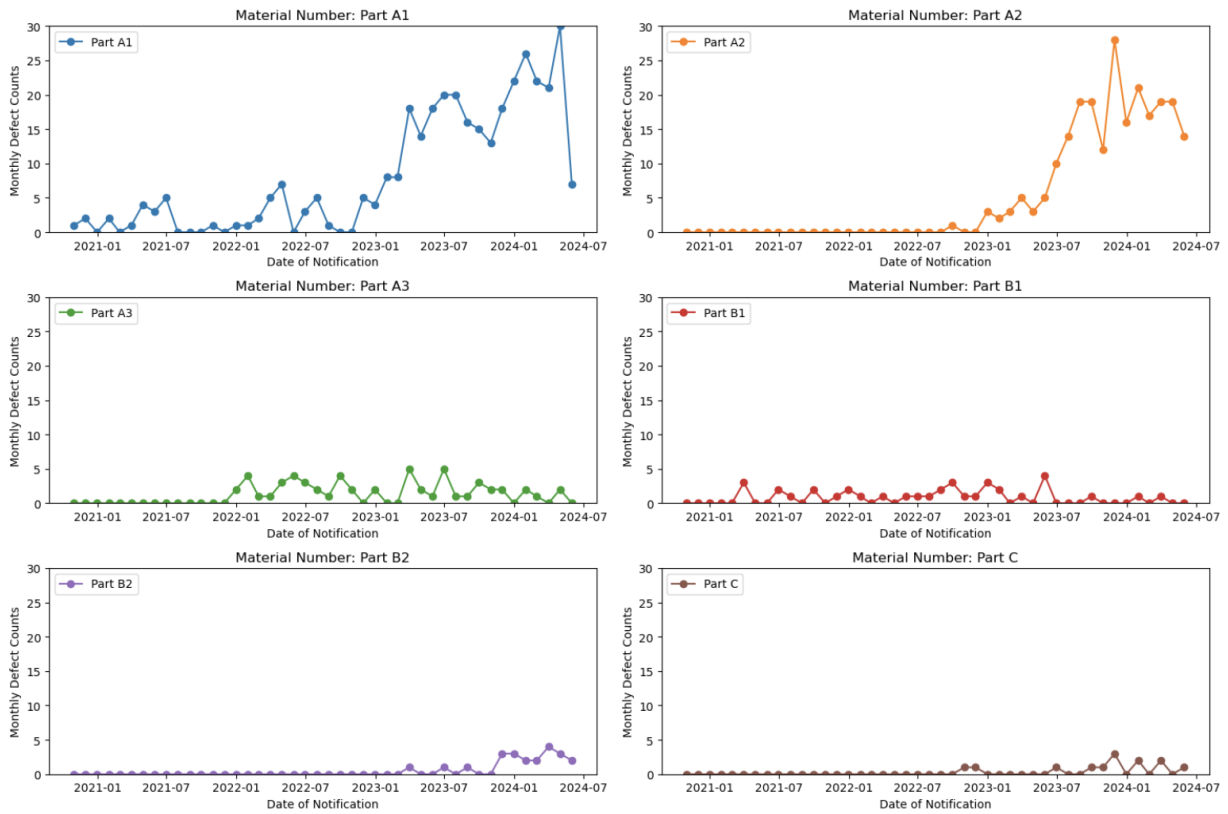 Material Number: Part A1
Monthly Defect Counts
30
25
20
15
10
5
0
Part A1
2021-01 2021-07 2022-01 2022-07 2023-01 2023-07 2024-01 2024-07
Date of Notification
Material Number: Part A2
Monthly Defect Counts
30
25
20
15
10
5
0
Part A2
2021-01 2021-07 2022-01 2022-07 2023-01 2023-07 2024-01 2024-07
Date of Notification
Material Number: Part A3
Monthly Defect Counts
30
25
20
15
10
5
0
Part A3
2021-01 2021-07 2022-01 2022-07 2023-01 2023-07 2024-01 2024-07
Date of Notification
Material Number: Part B1
Monthly Defect Counts
30
25
20
15
10
5
0
Part B1
2021-01 2021-07 2022-01 2022-07 2023-01 2023-07 2024-01 2024-07
Date of Notification
Material Number: Part B2
Monthly Defect Counts
30
25
20
15
10
5
0
Part B2
2021-01 2021-07 2022-01 2022-07 2023-01 2023-07 2024-01 2024-07
Date of Notification
Material Number: Part C
Monthly Defect Counts
30
25
20
15
10
5
0
Part C
2021-01 2021-07 2022-01 2022-07 2023-01 2023-07 2024-01 2024-07
Date of Notification